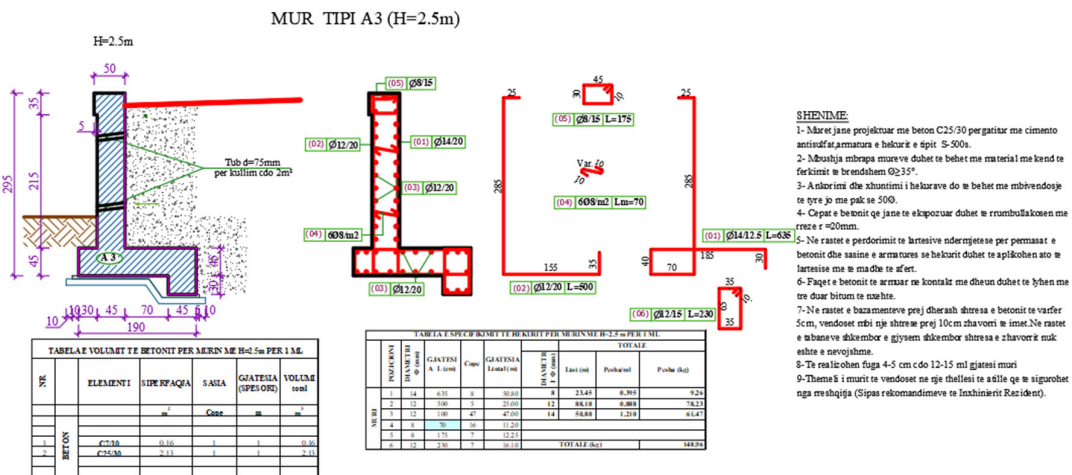 MUR TIPI A3 (H=2.5m)
H=2.5m
50
35
5
295
215
45
Tub d=75mm
per kullim cdo 2m²
A 3
45
30
10
10
30
45
70
45
5
10
190
(05) Ø8/15
(02) Ø12/20
(01) Ø14/20
(03) Ø12/20
(04) 6Ø8/m2
(03) Ø12/20
25
285
155
35
(02) Ø12/20 L=500
45
30
10
(05) Ø8/15 L=175
Var.
10
10
(04) 6Ø8/m2 Lm=70
25
285
(01) Ø14/12.5 L=635
185
40
70
30
35
65
10
35
(06) Ø12/15 L=230
SHENIME:
1- Muret jane projektuar me beton C25/30 pergatitur me cimento
antisulfat,armatura e hekurit e tipit S-500s.
2- Mbushja mbrapa mureve duhet te behet me material me kend te
ferkimit te brendshem Ø≥35°.
3- Ankorimi dhe xhuntimi i hekurave do te behet me mbivendosje
te tyre jo me pak se 50Ø.
4- Cepat e betonit qe jane te ekspozuar duhet te rrumbullakosen me
rreze r =20mm.
5- Ne rastet e perdorimit te lartesive ndermjetese per permasat e
betonit dhe sasine e armatures se hekurit duhet te aplikohen ato te
lartesise me te madhe te afert.
6- Faqet e betonit te armuar ne kontakt me dheun duhet te lyhen me
tre duar bitum te nxehte.
7- Ne rastet e bazamenteve prej dherash shtresa e betonit te varfer
5cm, vendoset mbi nje shtrese prej 10cm zhavorri te imet.Ne rastet
e tabaneve shkembor e gjysem shkembor shtresa e zhavorrit nuk
eshte e nevojshme.
8-Te realizohen fuga 4-5 cm cdo 12-15 ml gjatesi muri
9-Themeli i murit te vendoset ne nje thellesi te atille qe te sigurohet
nga rreshqitja (Sipas rekomandimeve te Inxhinierit Rezident).
TABELA E VOLUMIT TE BETONIT PER MURIN ME H=2.5m PER 1 ML
NR ELEMENTI SIPERFAQJA SASIA GJATESIA (SPESORI) VOLUMI total
m² Cope m m³
BETON
1 C7/10 0.16 1 1 0.16
2 C25/30 2.13 1 1 2.13
TABELA E SPECIFIKIMIT TE HEKURIT PER MURIN ME H=2.5 m PER 1 ML
POZICIONI DIAMETRI Φ (mm) GJATESI A L (cm) Cope GJATESIA Ltotal (m) TOTALE
DIAMETRI Φ (mm) Ltot (m) Pesha/ml Pesha (kg)
MURI
1 14 635 8 50.80 8 23.45 0.395 9.26
2 12 500 5 25.00 12 88.10 0.888 78.23
3 12 100 47 47.00 14 50.80 1.210 61.47
4 8 70 16 11.20
5 8 175 7 12.25
6 12 230 7 16.10 TOTALE (kg) 148.96